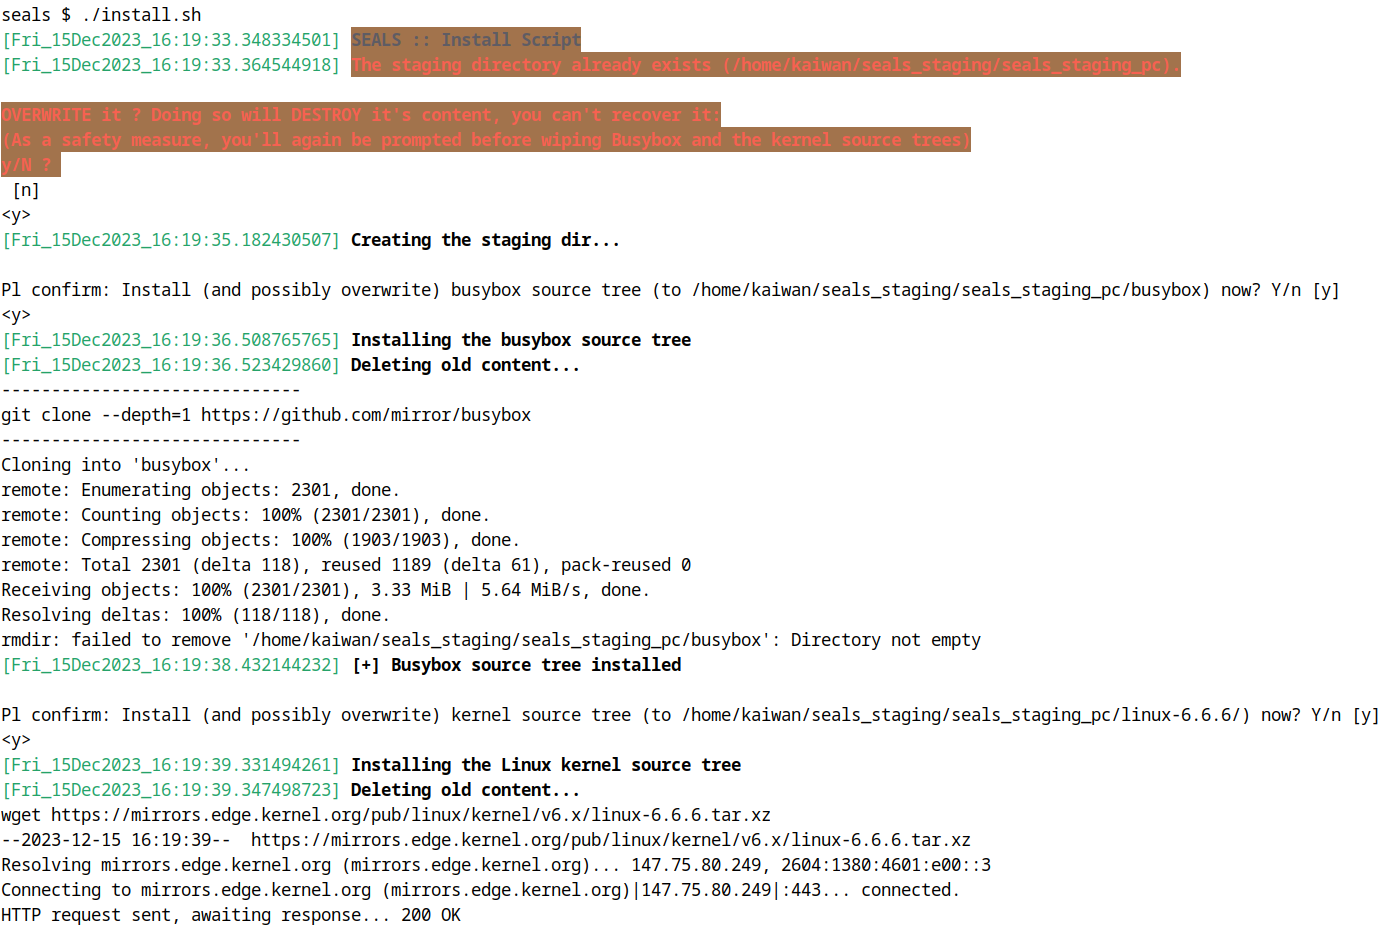 seals $ ./install.sh
[Fri_15Dec2023_16:19:33.348334501] SEALS :: Install Script
[Fri_15Dec2023_16:19:33.364544918] The staging directory already exists (/home/kaiwan/seals_staging/seals_staging_pc).
OVERWRITE it ? Doing so will DESTROY it's content, you can't recover it:
(As a safety measure, you'll again be prompted before wiping Busybox and the kernel source trees)
y/N ?
[n]
<y>
[Fri_15Dec2023_16:19:35.182430507] Creating the staging dir...
Pl confirm: Install (and possibly overwrite) busybox source tree (to /home/kaiwan/seals_staging/seals_staging_pc/busybox) now? Y/n [y]
<y>
[Fri_15Dec2023_16:19:36.508765765] Installing the busybox source tree
[Fri_15Dec2023_16:19:36.523429860] Deleting old content...
------------------------------
git clone --depth=1 https://github.com/mirror/busybox
------------------------------
Cloning into 'busybox'...
remote: Enumerating objects: 2301, done.
remote: Counting objects: 100% (2301/2301), done.
remote: Compressing objects: 100% (1903/1903), done.
remote: Total 2301 (delta 118), reused 1189 (delta 61), pack-reused 0
Receiving objects: 100% (2301/2301), 3.33 MiB | 5.64 MiB/s, done.
Resolving deltas: 100% (118/118), done.
rmdir: failed to remove '/home/kaiwan/seals_staging/seals_staging_pc/busybox': Directory not empty
[Fri_15Dec2023_16:19:38.432144232] [+] Busybox source tree installed
Pl confirm: Install (and possibly overwrite) kernel source tree (to /home/kaiwan/seals_staging/seals_staging_pc/linux-6.6.6/) now? Y/n [y]
<y>
[Fri_15Dec2023_16:19:39.331494261] Installing the Linux kernel source tree
[Fri_15Dec2023_16:19:39.347498723] Deleting old content...
wget https://mirrors.edge.kernel.org/pub/linux/kernel/v6.x/linux-6.6.6.tar.xz
--2023-12-15 16:19:39--  https://mirrors.edge.kernel.org/pub/linux/kernel/v6.x/linux-6.6.6.tar.xz
Resolving mirrors.edge.kernel.org (mirrors.edge.kernel.org)... 147.75.80.249, 2604:1380:4601:e00::3
Connecting to mirrors.edge.kernel.org (mirrors.edge.kernel.org)|147.75.80.249|:443... connected.
HTTP request sent, awaiting response... 200 OK